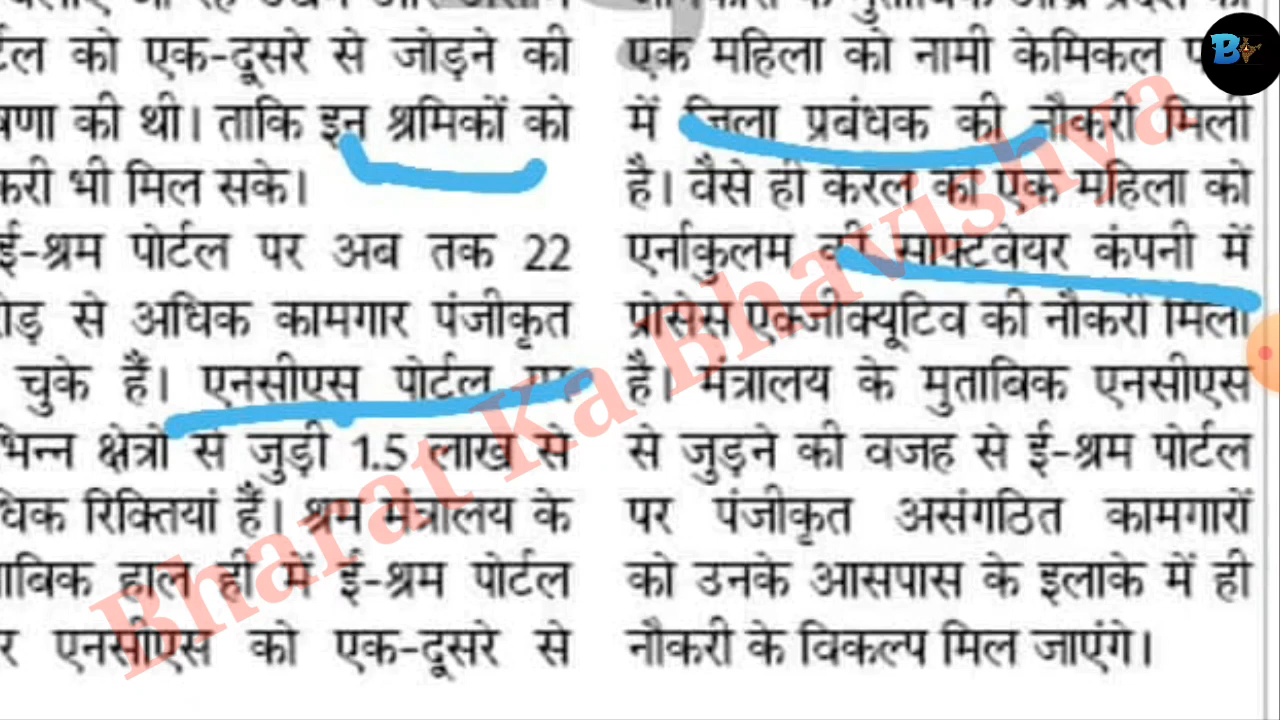 टल को एक-दूसरे से जोड़ने की
षणा की थी। ताकि इन श्रमिकों को
करी भी मिल सके।
ई-श्रम पोर्टल पर अब तक 22
ोड़ से अधिक कामगार पंजीकृत
चुके हैं। एनसीएस पोर्टल पर
भिन्न क्षेत्रों से जुड़ी 1.5 लाख से
धिक रिक्तियां हैं। श्रम मंत्रालय के
ाबिक हाल ही में ई-श्रम पोर्टल
र एनसीएस को एक-दूसरे से
एक महिला को नामी केमिकल
में जिला प्रबंधक की नौकरी मिली
है। वैसे ही केरल की एक महिला को
एर्नाकुलम की साफ्टवेयर कंपनी में
प्रोसेस एक्जीक्यूटिव की नौकरी मिली
है। मंत्रालय के मुताबिक एनसीएस
से जुड़ने की वजह से ई-श्रम पोर्टल
पर पंजीकृत असंगठित कामगारों
को उनके आसपास के इलाके में ही
नौकरी के विकल्प मिल जाएंगे।
Bharat Ka Bhavishya
B